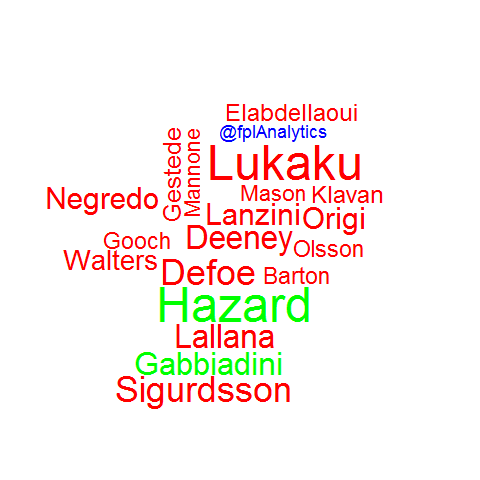 Elabdellaoui
@fplAnalytics
Gestede
Mannone
Lukaku
Negredo
Mason
Klavan
Lanzini
Origi
Gooch
Deeney
Olsson
Walters
Defoe
Barton
Hazard
Lallana
Gabbiadini
Sigurdsson